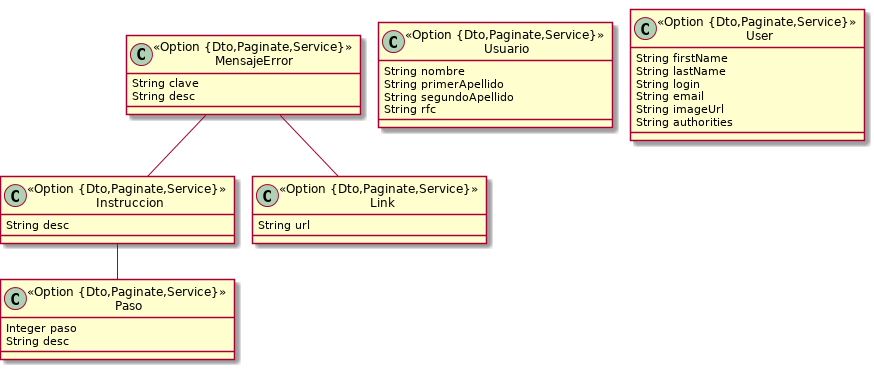 C «Option {Dto,Paginate,Service}»
MensajeError
String clave
String desc
C «Option {Dto,Paginate,Service}»
Usuario
String nombre
String primerApellido
String segundoApellido
String rfc
C «Option {Dto,Paginate,Service}»
User
String firstName
String lastName
String login
String email
String imageUrl
String authorities
C «Option {Dto,Paginate,Service}»
Instruccion
String desc
C «Option {Dto,Paginate,Service}»
Link
String url
C «Option {Dto,Paginate,Service}»
Paso
Integer paso
String desc